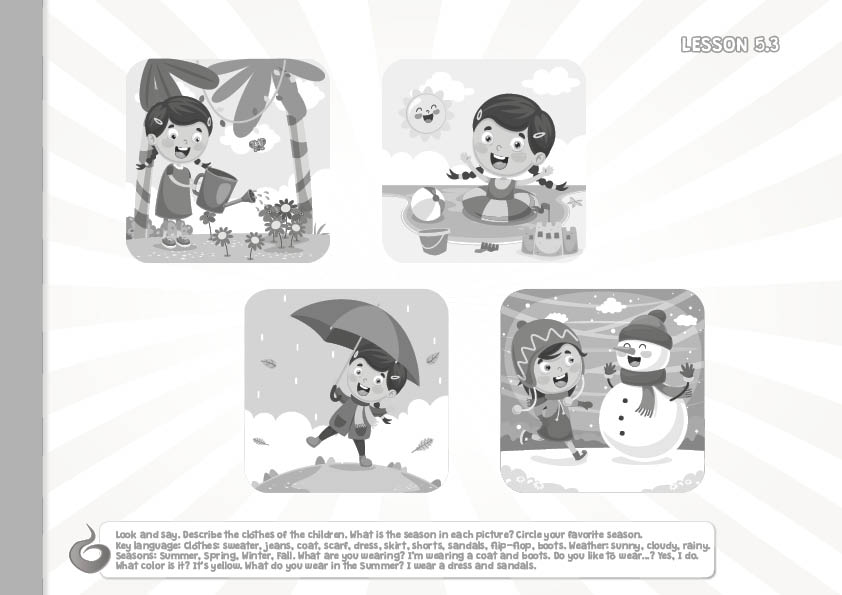 LESSON 5.3
Look and say. Describe the clothes of the children. What is the season in each picture? Circle your favorite season.
Key language: Clothes: sweater, jeans, coat, scarf, dress, skirt, shorts, sandals, flip-flop, boots. Weather: sunny, cloudy, rainy.
Seasons: Summer, Spring, Winter, Fall. What are you wearing? I'm wearing a coat and boots. Do you like to wear...? Yes, I do.
What color is it? It's yellow. What do you wear in the Summer? I wear a dress and sandals.